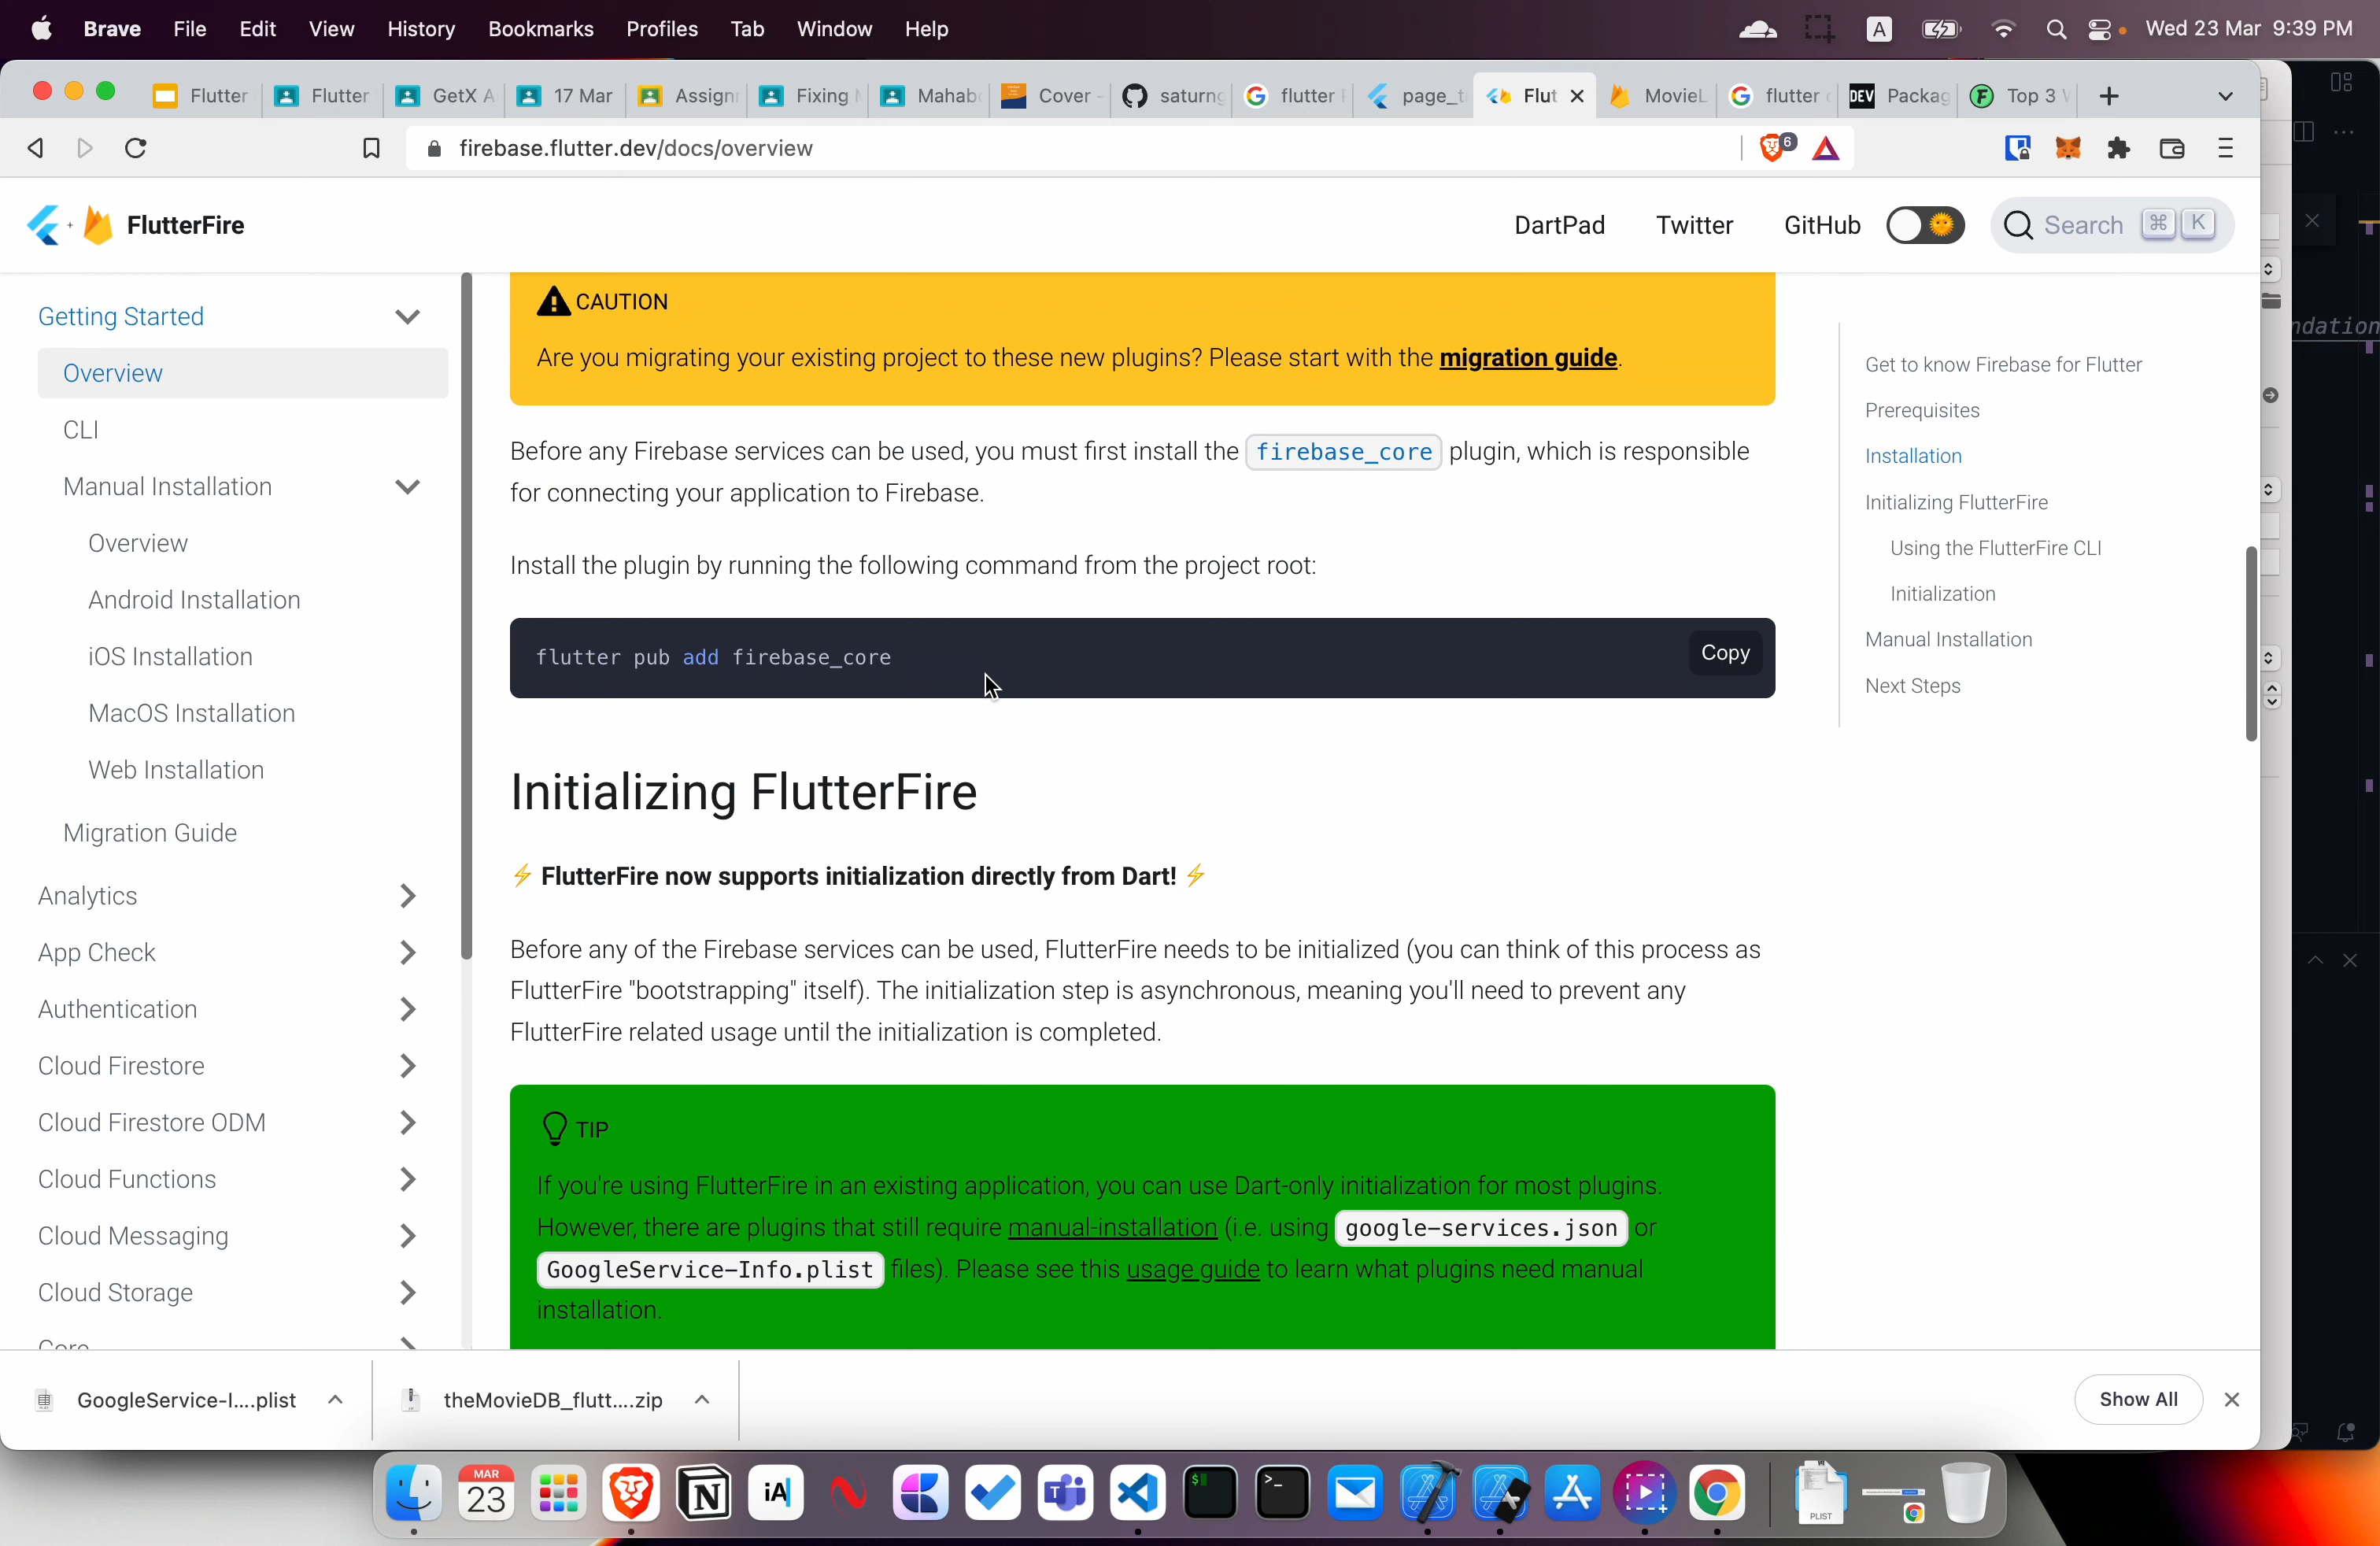 Brave File Edit View History Bookmarks Profiles Tab Window Help A Wed 23 Mar 9:39 PM
Flutter Flutter GetX A 17 Mar Assign Fixing Mahab Cover - saturn flutter page_t Flut MovieL flutter DEV Packag F Top 3
firebase.flutter.dev/docs/overview 6
FlutterFire DartPad Twitter GitHub Search ⌘ K
Getting Started
Overview
CLI
Manual Installation
Overview
Android Installation
iOS Installation
MacOS Installation
Web Installation
Migration Guide
Analytics
App Check
Authentication
Cloud Firestore
Cloud Firestore ODM
Cloud Functions
Cloud Messaging
Cloud Storage
Core
CAUTION
Are you migrating your existing project to these new plugins? Please start with the migration guide.
Before any Firebase services can be used, you must first install the firebase_core plugin, which is responsible
for connecting your application to Firebase.
Install the plugin by running the following command from the project root:
flutter pub add firebase_core
Copy
Initializing FlutterFire
⚡ FlutterFire now supports initialization directly from Dart! ⚡
Before any of the Firebase services can be used, FlutterFire needs to be initialized (you can think of this process as
FlutterFire "bootstrapping" itself). The initialization step is asynchronous, meaning you'll need to prevent any
FlutterFire related usage until the initialization is completed.
TIP
If you're using FlutterFire in an existing application, you can use Dart-only initialization for most plugins.
However, there are plugins that still require manual-installation (i.e. using google-services.json or
GoogleService-Info.plist files). Please see this usage guide to learn what plugins need manual
installation.
Get to know Firebase for Flutter
Prerequisites
Installation
Initializing FlutterFire
Using the FlutterFire CLI
Initialization
Manual Installation
Next Steps
ndation
GoogleService-I....plist theMovieDB_flutt....zip Show All
MAR
23
iA
PLIST